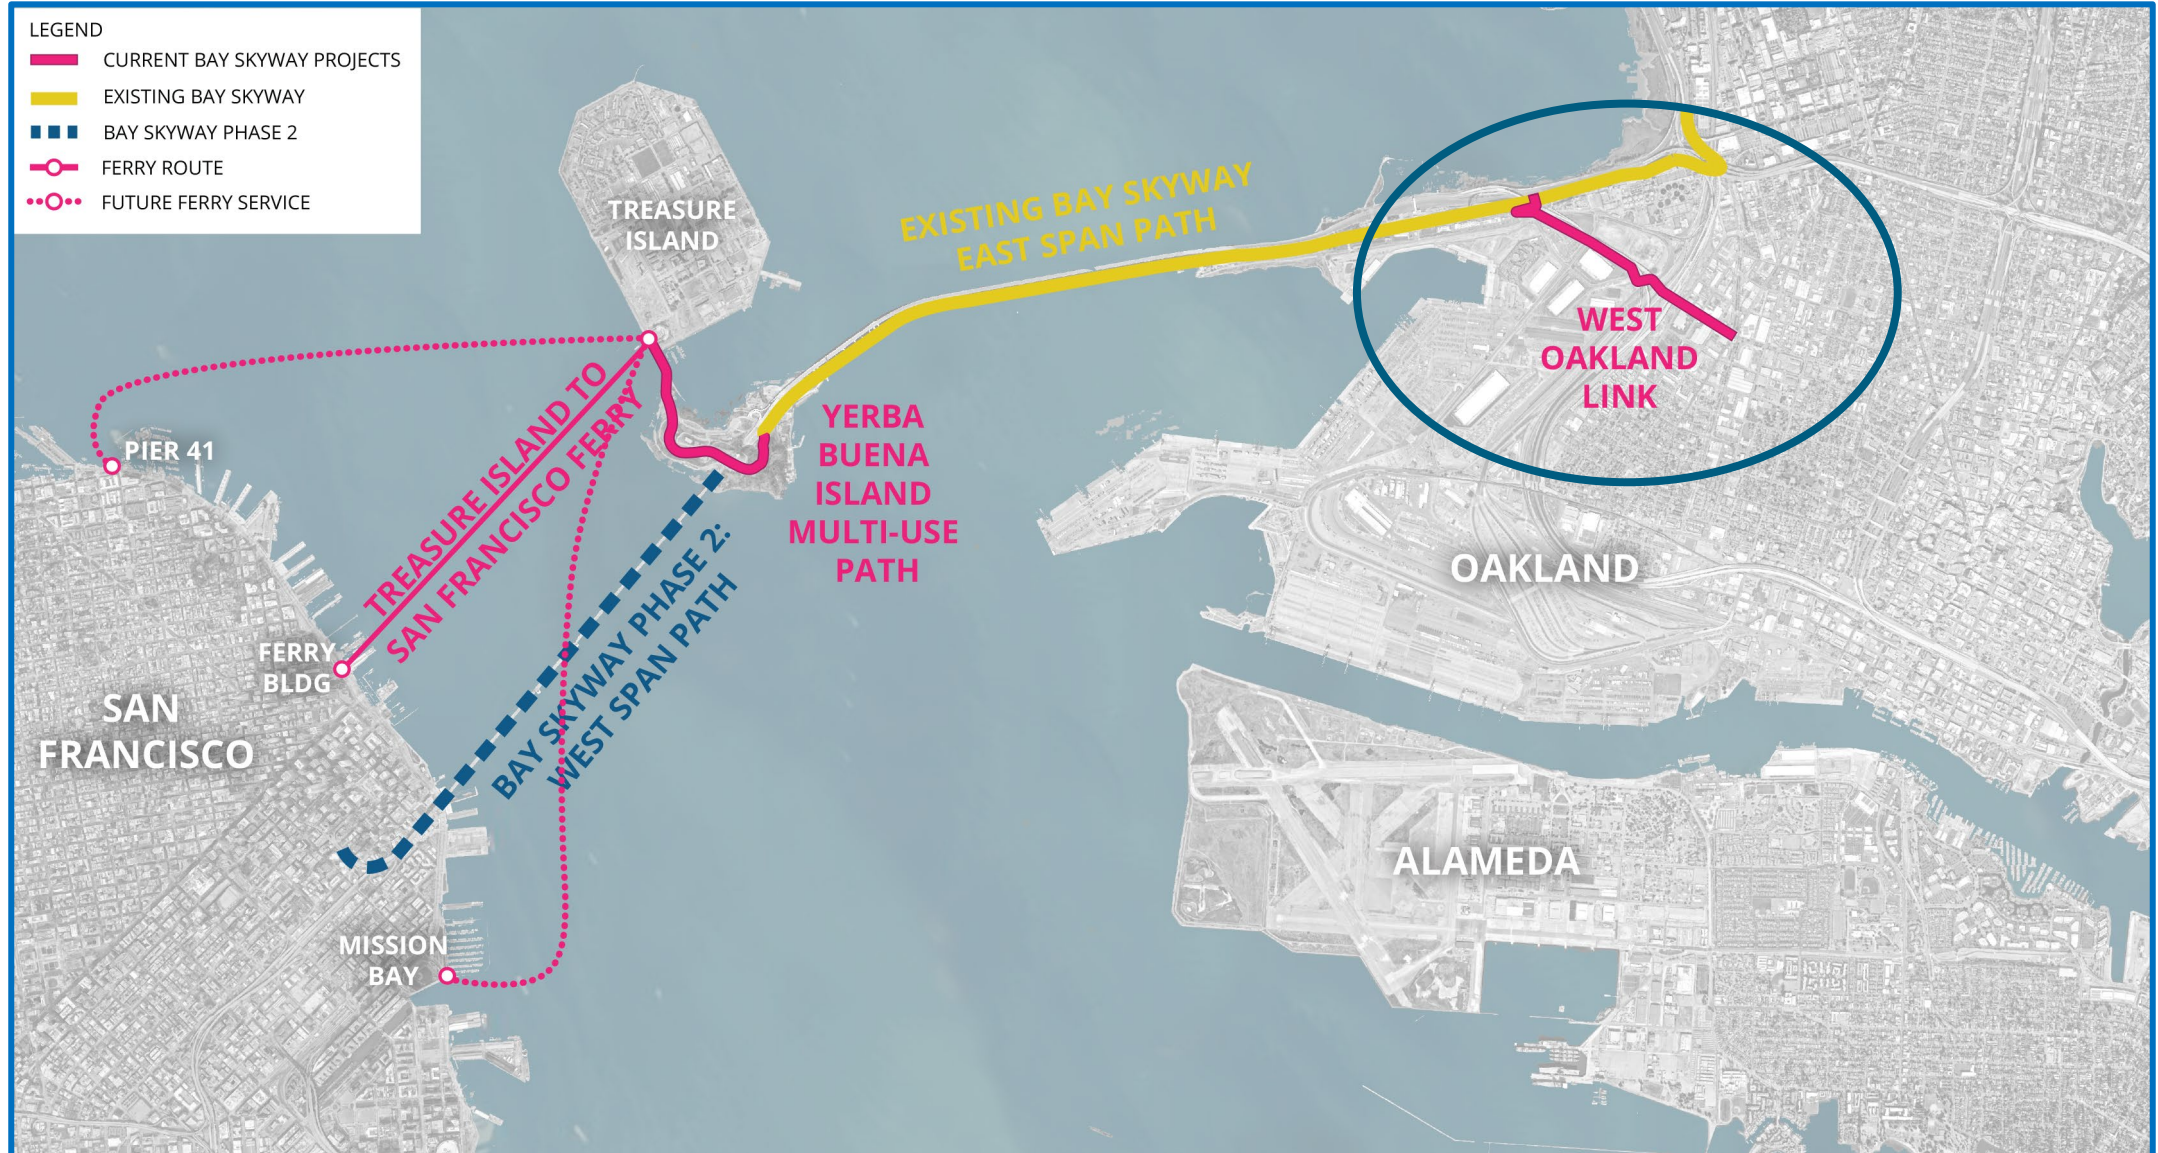 LEGEND
CURRENT BAY SKYWAY PROJECTS
EXISTING BAY SKYWAY
BAY SKYWAY PHASE 2
FERRY ROUTE
FUTURE FERRY SERVICE
TREASURE
ISLAND
EXISTING BAY SKYWAY
EAST SPAN PATH
WEST
OAKLAND
LINK
PIER 41
TREASURE ISLAND TO
SAN FRANCISCO FERRY
YERBA
BUENA
ISLAND
MULTI-USE
PATH
BAY SKYWAY PHASE 2:
WEST SPAN PATH
OAKLAND
FERRY
BLDG
SAN
FRANCISCO
ALAMEDA
MISSION
BAY